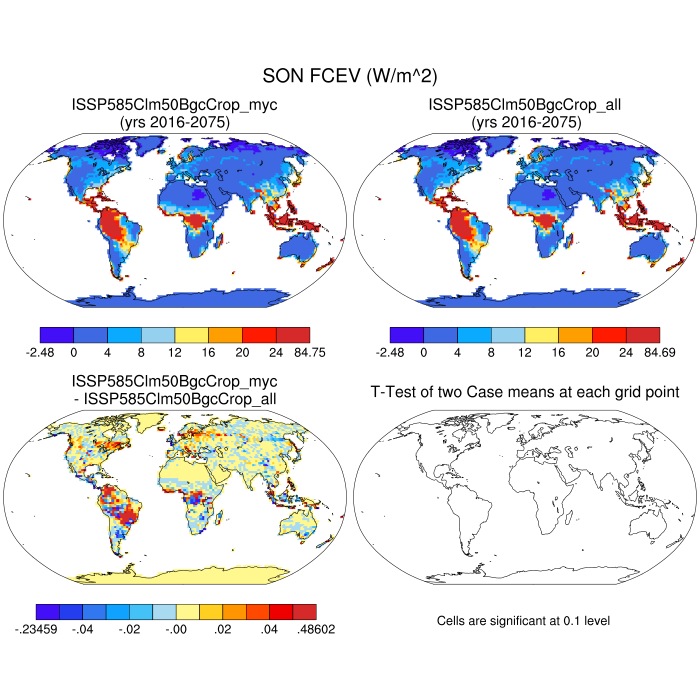 SON FCEV (W/m^2)
ISSP585Clm50BgcCrop_myc
(yrs 2016-2075)
ISSP585Clm50BgcCrop_all
(yrs 2016-2075)
-2.48 0 4 8 12 16 20 24 84.75
-2.48 0 4 8 12 16 20 24 84.69
ISSP585Clm50BgcCrop_myc
- ISSP585Clm50BgcCrop_all
T-Test of two Case means at each grid point
-.23459 -.04 -.02 -.00 .02 .04 .48602
Cells are significant at 0.1 level